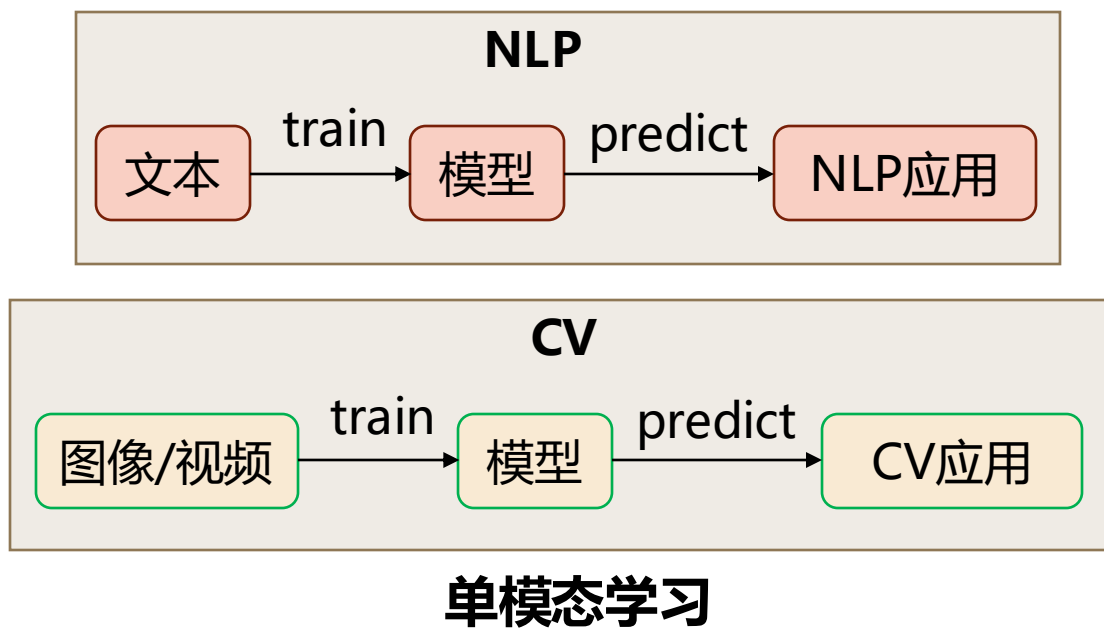 NLP
train
predict
文本
模型
NLP应用
CV
train
predict
图像/视频
模型
CV应用
单模态学习